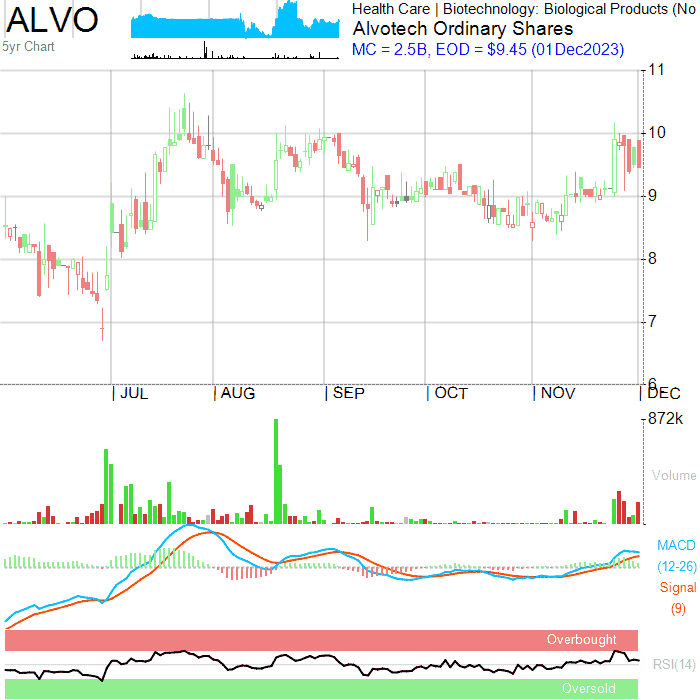 ALVO
5yr Chart
Health Care | Biotechnology: Biological Products (No
Alvotech Ordinary Shares
MC = 2.5B, EOD = $9.45 (01Dec2023)
11
10
9
8
7
6
| JUL | AUG | SEP | OCT | NOV | DEC
872k
Volume
MACD
(12-26)
Signal
(9)
Overbought
RSI(14)
Oversold